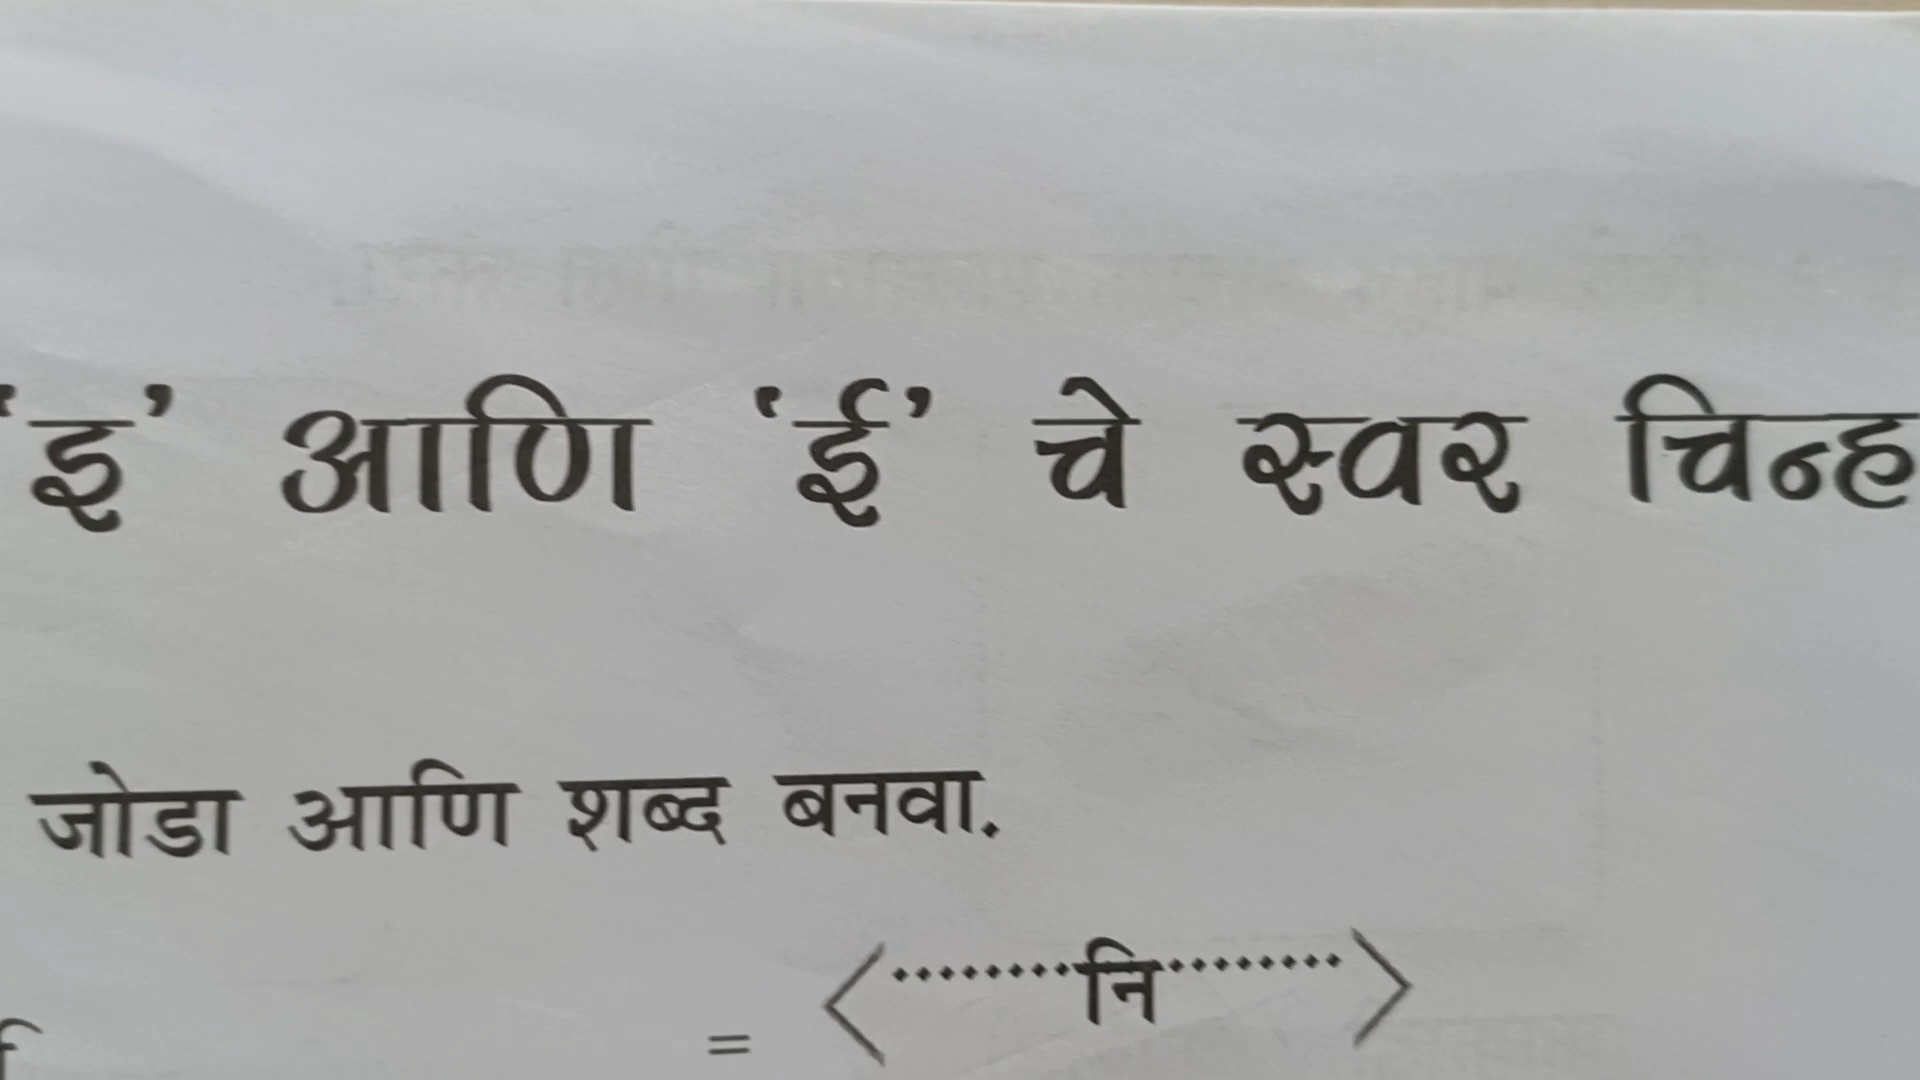 ‘इ’ आणि ‘ई’ चे स्वर चिन्ह
जोडा आणि शब्द बनवा.
= <........नि........>